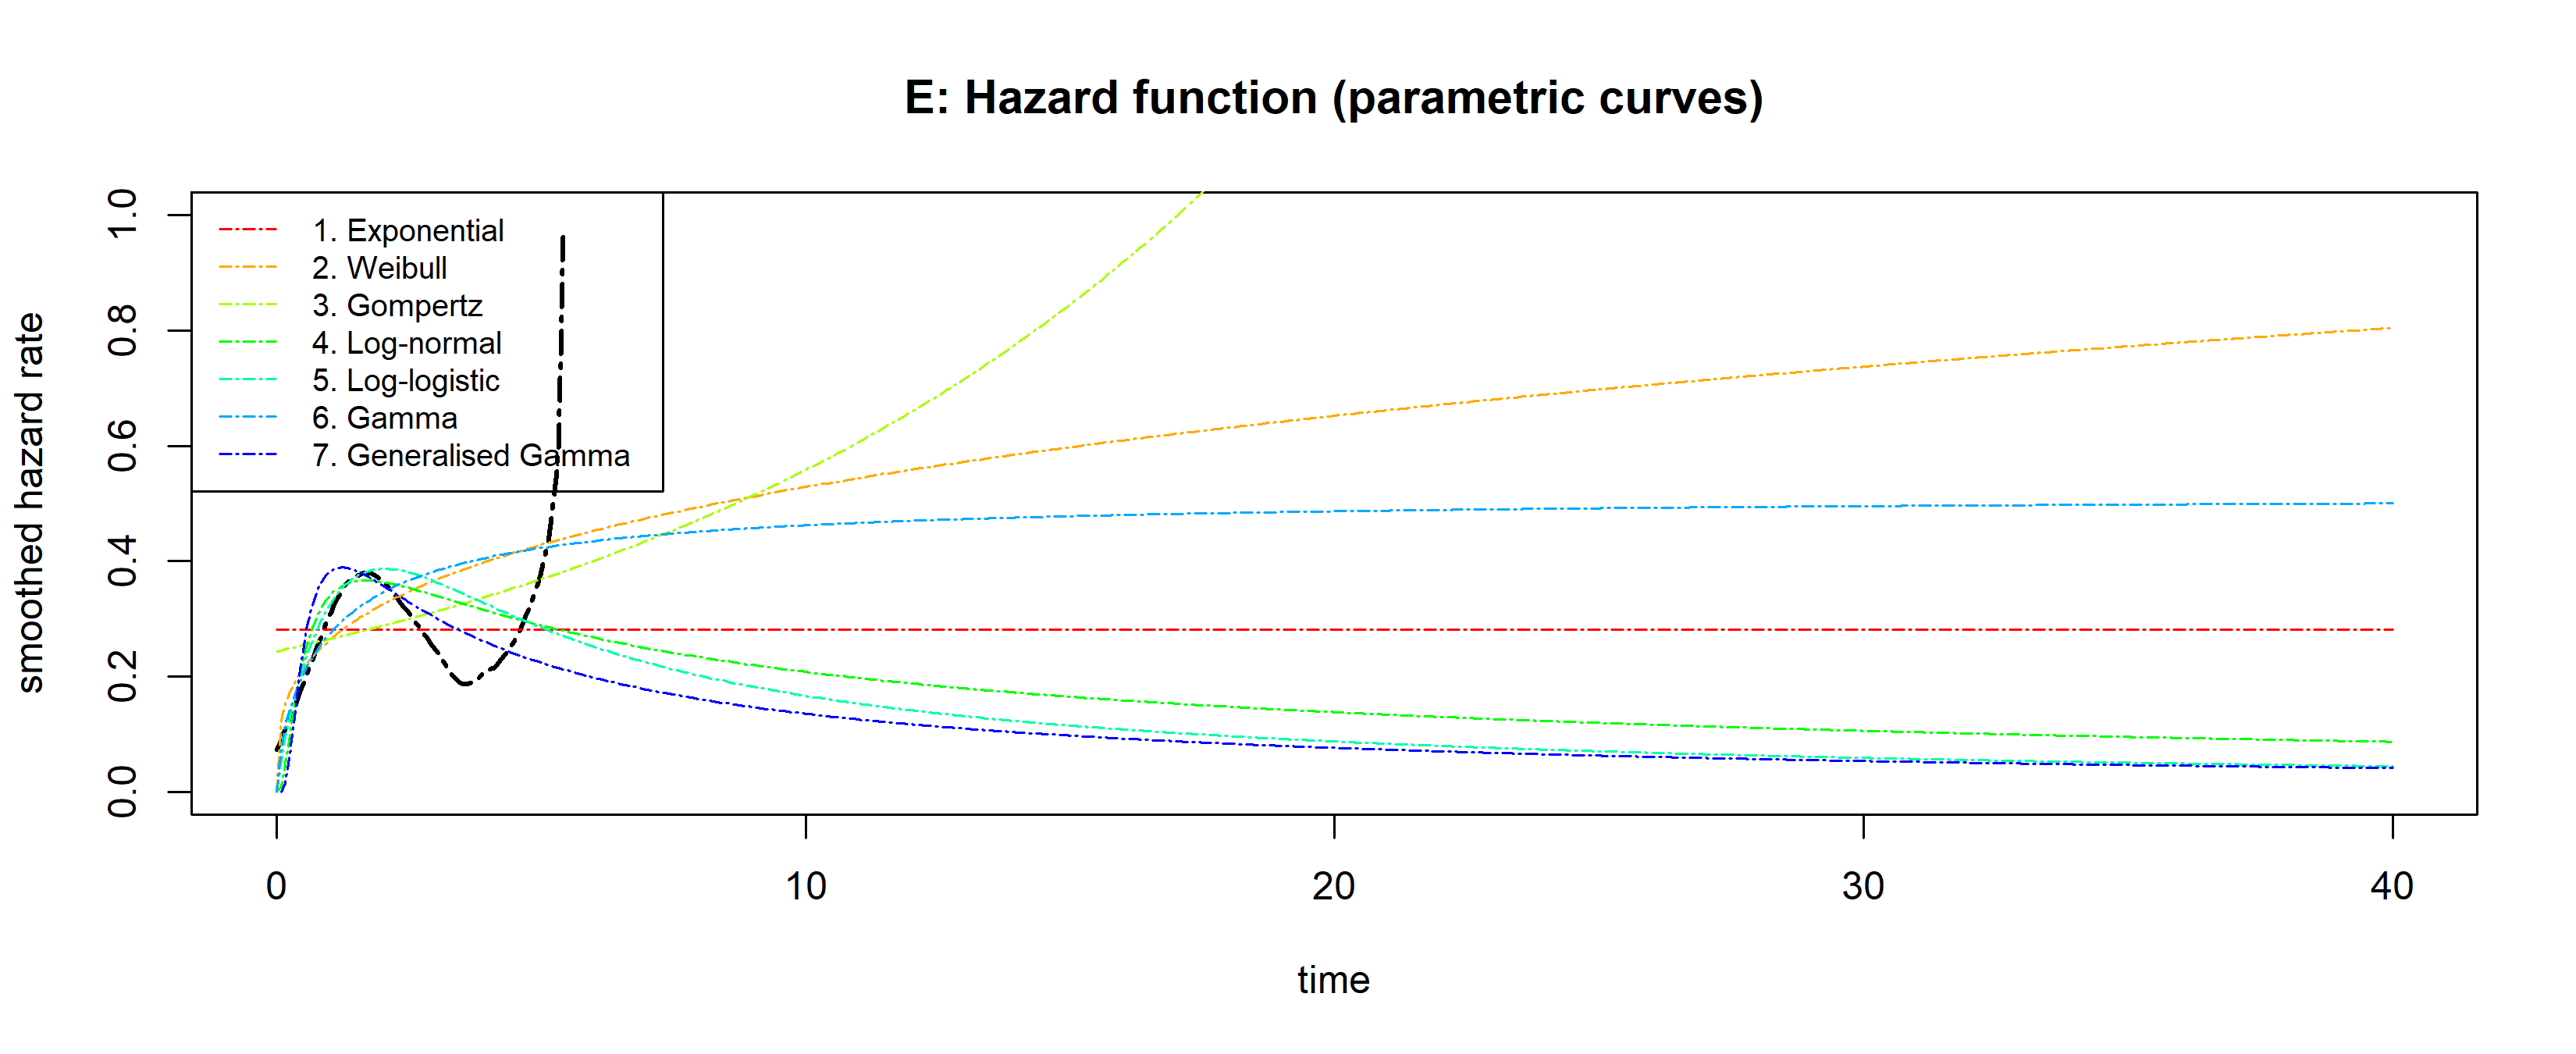 E: Hazard function (parametric curves)
smoothed hazard rate
1.0
0.8
0.6
0.4
0.2
0.0
1. Exponential
2. Weibull
3. Gompertz
4. Log-normal
5. Log-logistic
6. Gamma
7. Generalised Gamma
0 10 20 30 40
time